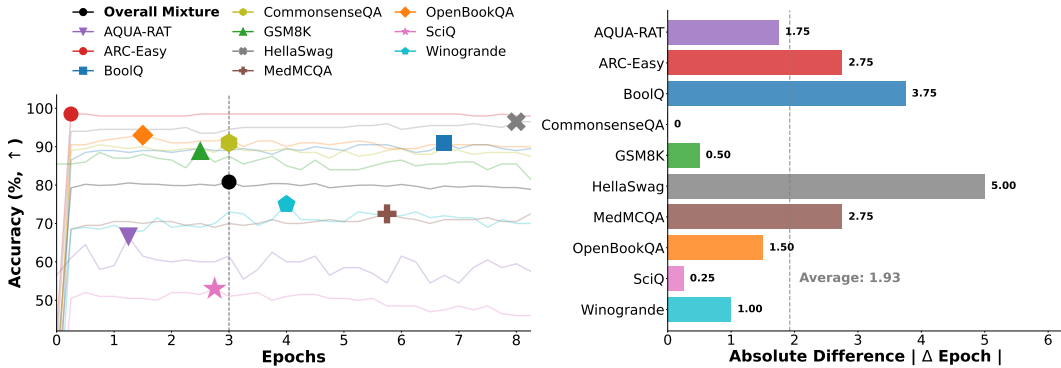 Overall Mixture
AQUA-RAT
ARC-Easy
BoolQ
CommonsenseQA
GSM8K
HellaSwag
MedMCQA
OpenBookQA
SciQ
Winogrande
Accuracy (%, ↑)
100
90
80
70
60
50
0 1 2 3 4 5 6 7 8
Epochs
AQUA-RAT 1.75
ARC-Easy 2.75
BoolQ 3.75
CommonsenseQA 0
GSM8K 0.50
HellaSwag 5.00
MedMCQA 2.75
OpenBookQA 1.50
SciQ 0.25
Average: 1.93
Winogrande 1.00
0 1 2 3 4 5 6
Absolute Difference | Δ Epoch |